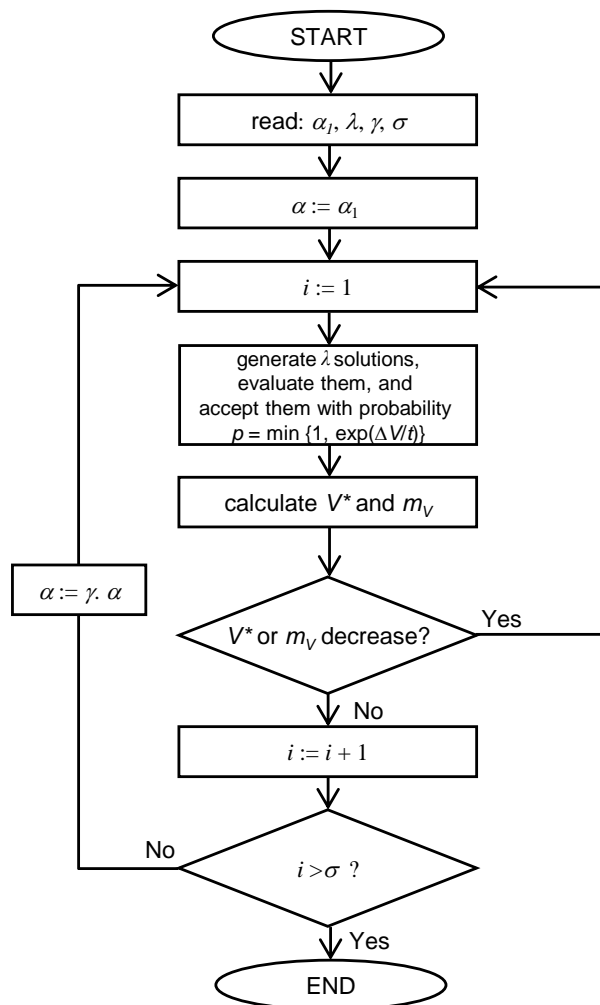 START
read: α₁, λ, γ, σ
α := α₁
i := 1
generate λ solutions,
evaluate them, and
accept them with probability
p = min {1, exp(ΔV/t)}
calculate V* and mᵥ
α := γ. α
V* or mᵥ decrease?
Yes
No
i := i + 1
No
i >σ ?
Yes
END